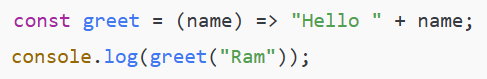 const greet = (name) => "Hello " + name;
console.log(greet("Ram"));